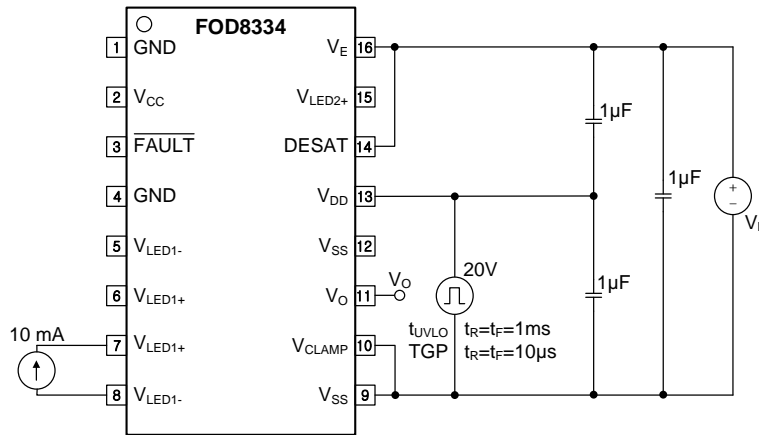 FOD8334
1 GND
2 VCC
3 FAULT
4 GND
5 VLED1-
6 VLED1+
7 VLED1+
8 VLED1-
10 mA
VE 16
VLED2+ 15
DESAT 14
VDD 13
VSS 12
VO 11
VCLAMP 10
VSS 9
VO
20V
tUVLO tR=tF=1ms
TGP tR=tF=10µs
1µF
1µF
1µF
+
−